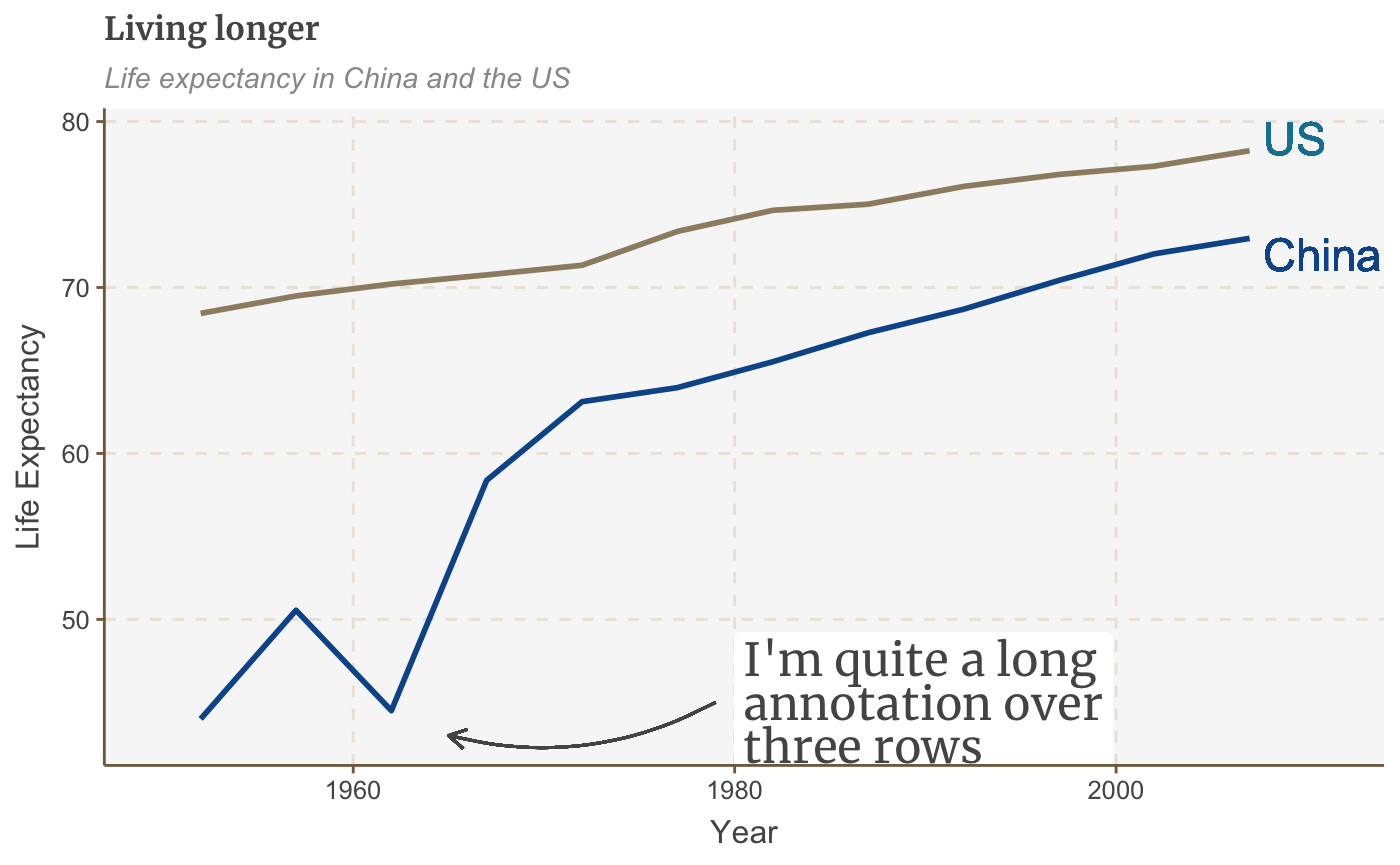 Living longer
Life expectancy in China and the US
80
US
China
70
Life Expectancy
60
50
I'm quite a long
annotation over
three rows
1960
1980
2000
Year